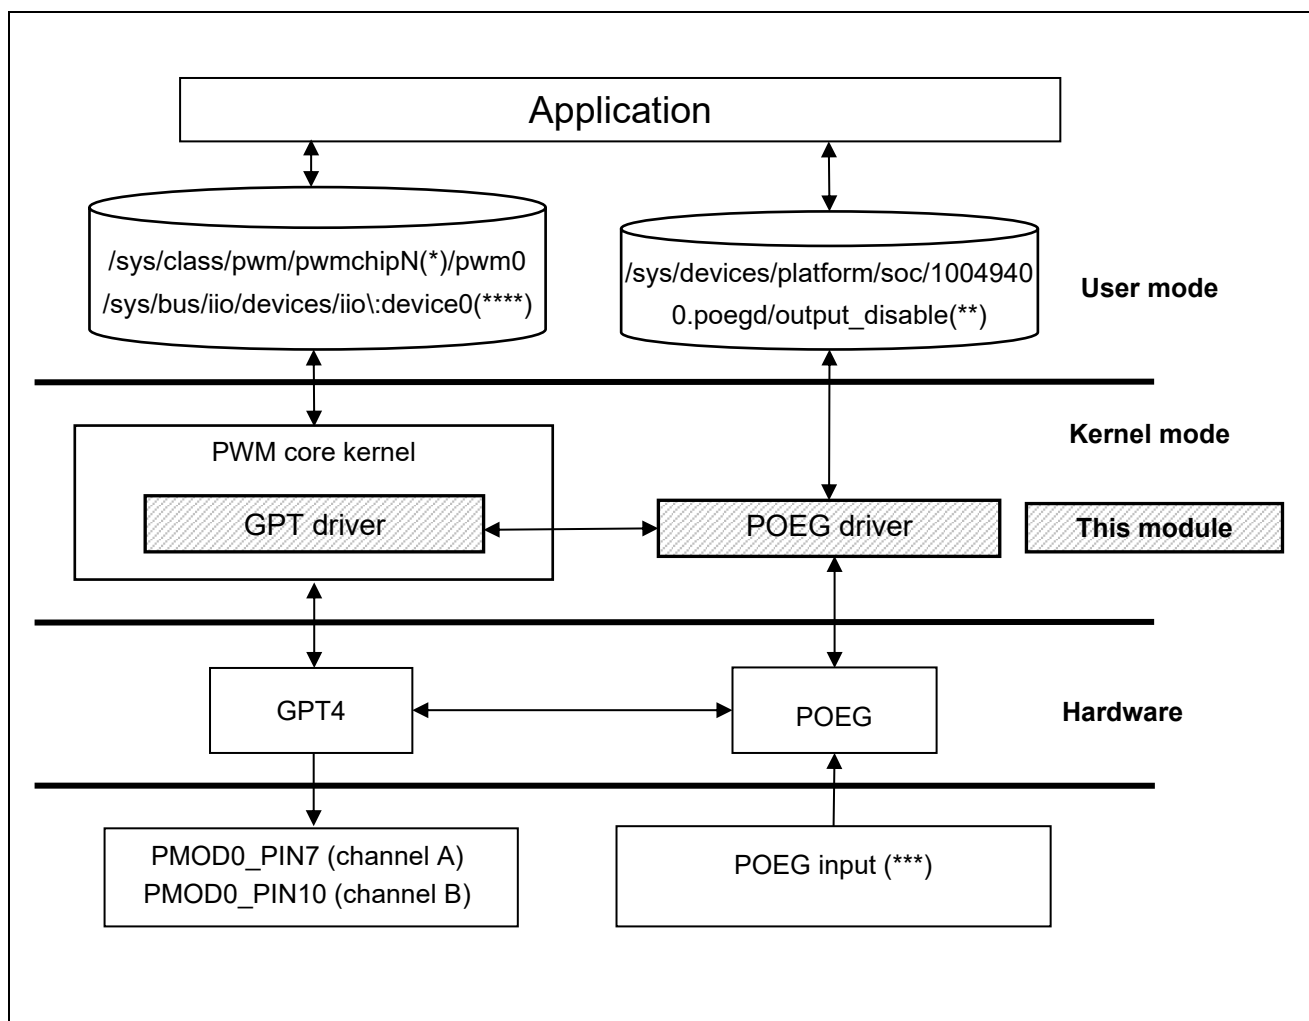 Application
/sys/class/pwm/pwmchipN(*)/pwm0
/sys/bus/iio/devices/iio\:device0(****)
/sys/devices/platform/soc/1004940
0.poegd/output_disable(**)
User mode
Kernel mode
PWM core kernel
GPT driver
POEG driver
This module
GPT4
POEG
Hardware
PMOD0_PIN7 (channel A)
PMOD0_PIN10 (channel B)
POEG input (***)